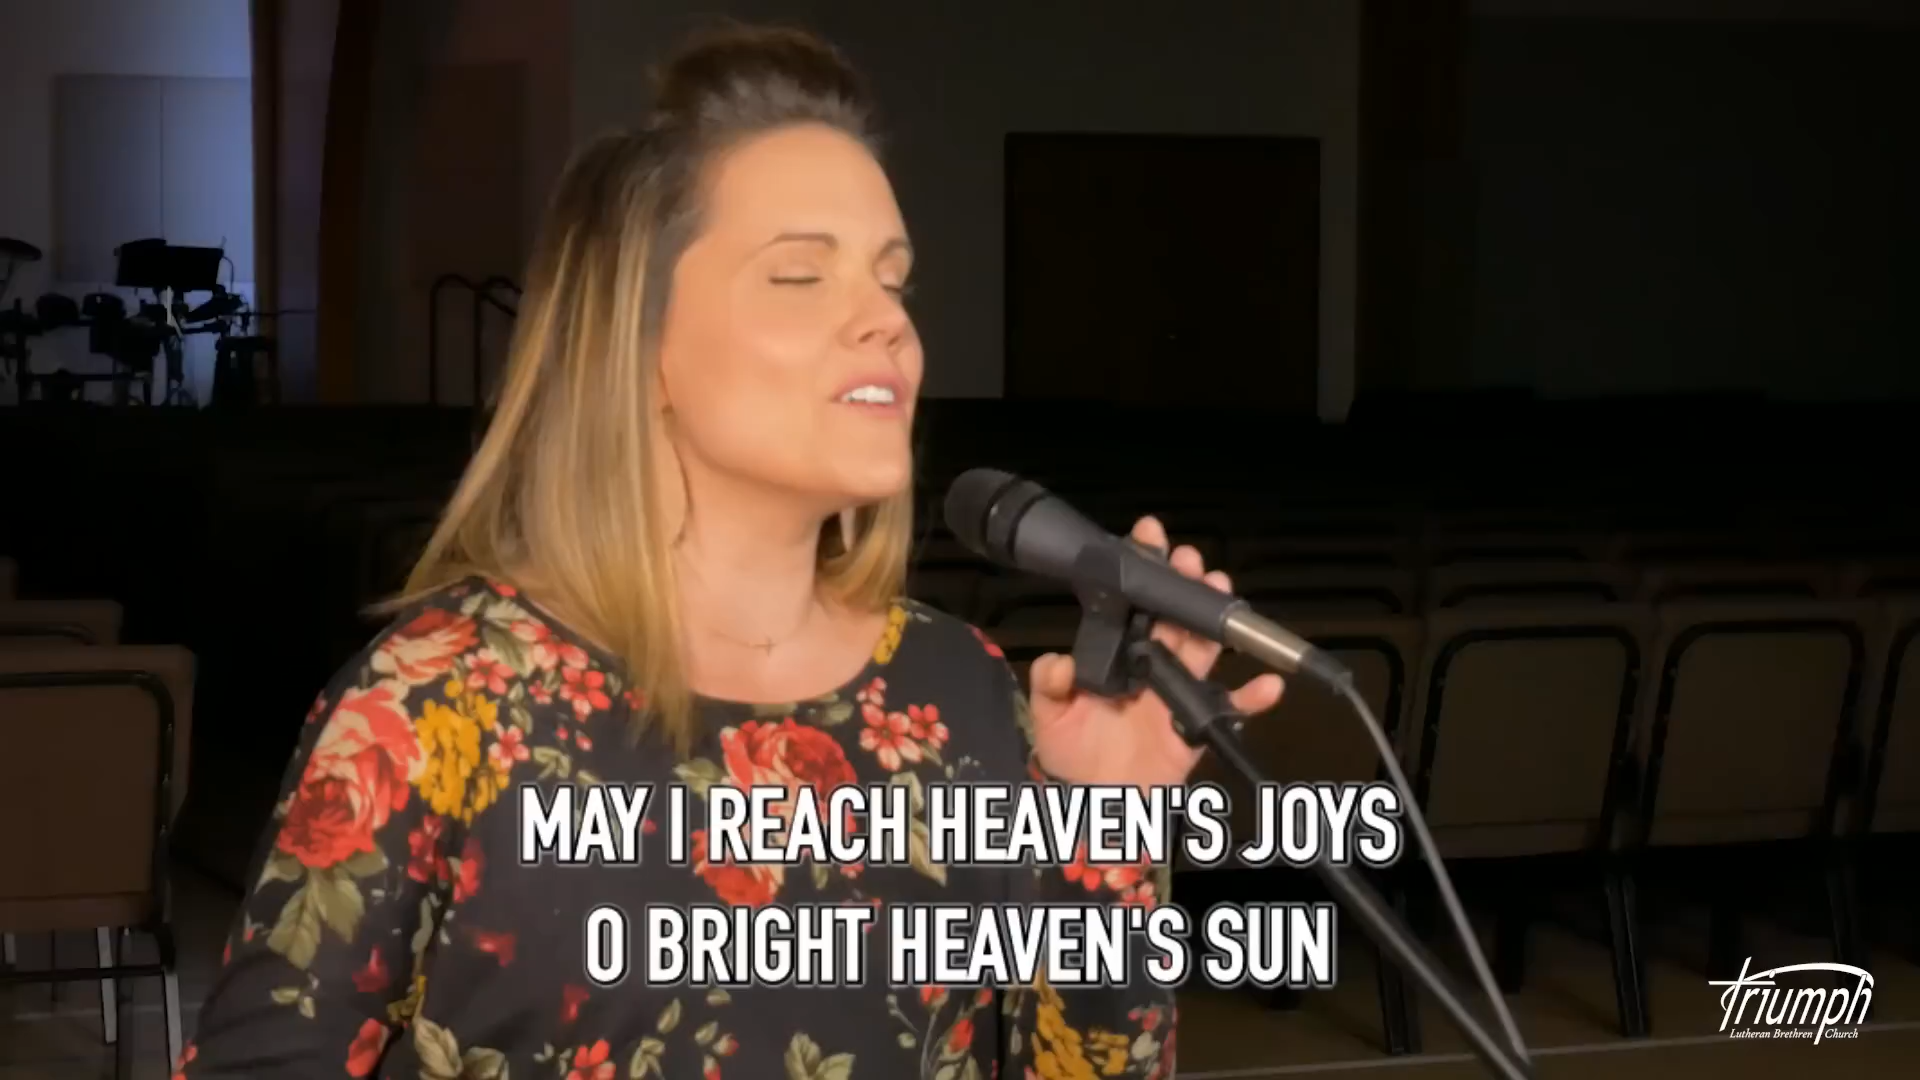 MAY I REACH HEAVEN'S JOYS
O BRIGHT HEAVEN'S SUN
triumph
Lutheran Brethren Church